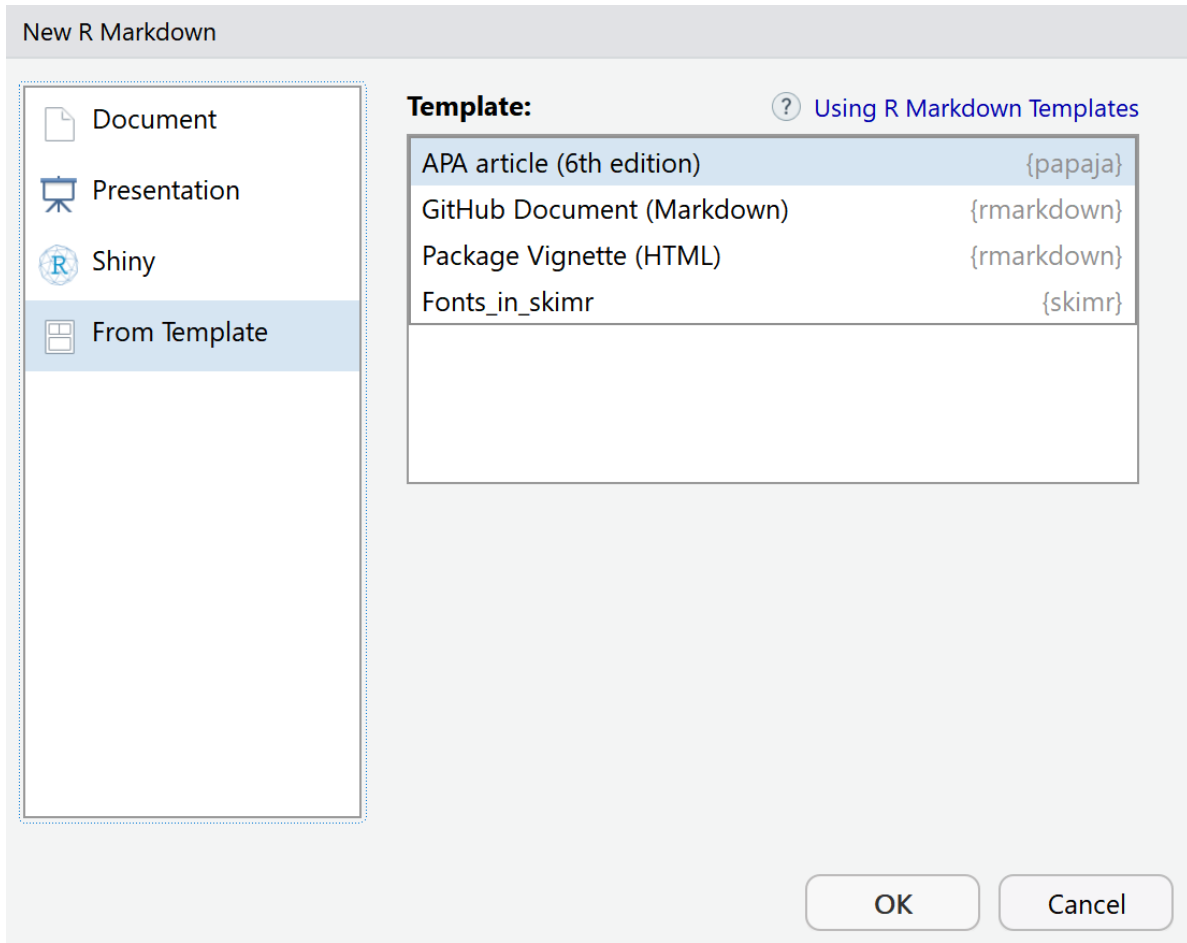 New R Markdown
Document
Presentation
R Shiny
From Template
Template:
? Using R Markdown Templates
APA article (6th edition) {papaja}
GitHub Document (Markdown) {rmarkdown}
Package Vignette (HTML) {rmarkdown}
Fonts_in_skimr {skimr}
OK Cancel